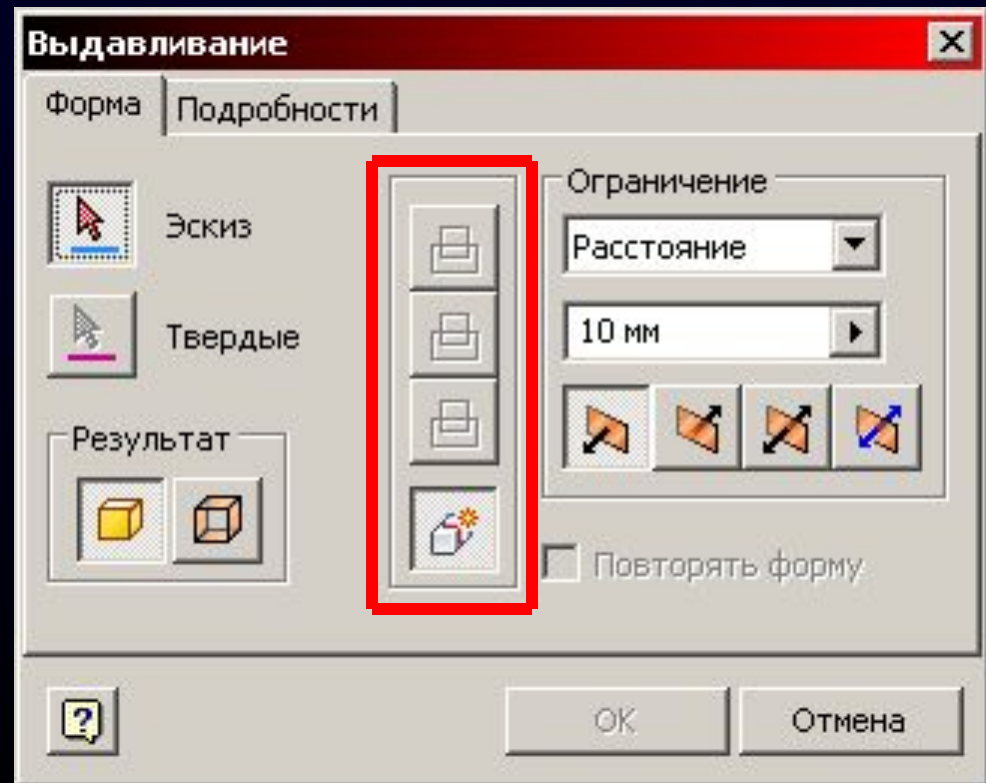 Выдавливание
Форма
Подробности
Эскиз
Твердые
Результат
Ограничение
Расстояние
10 мм
Повторять форму
?
OK
Отмена